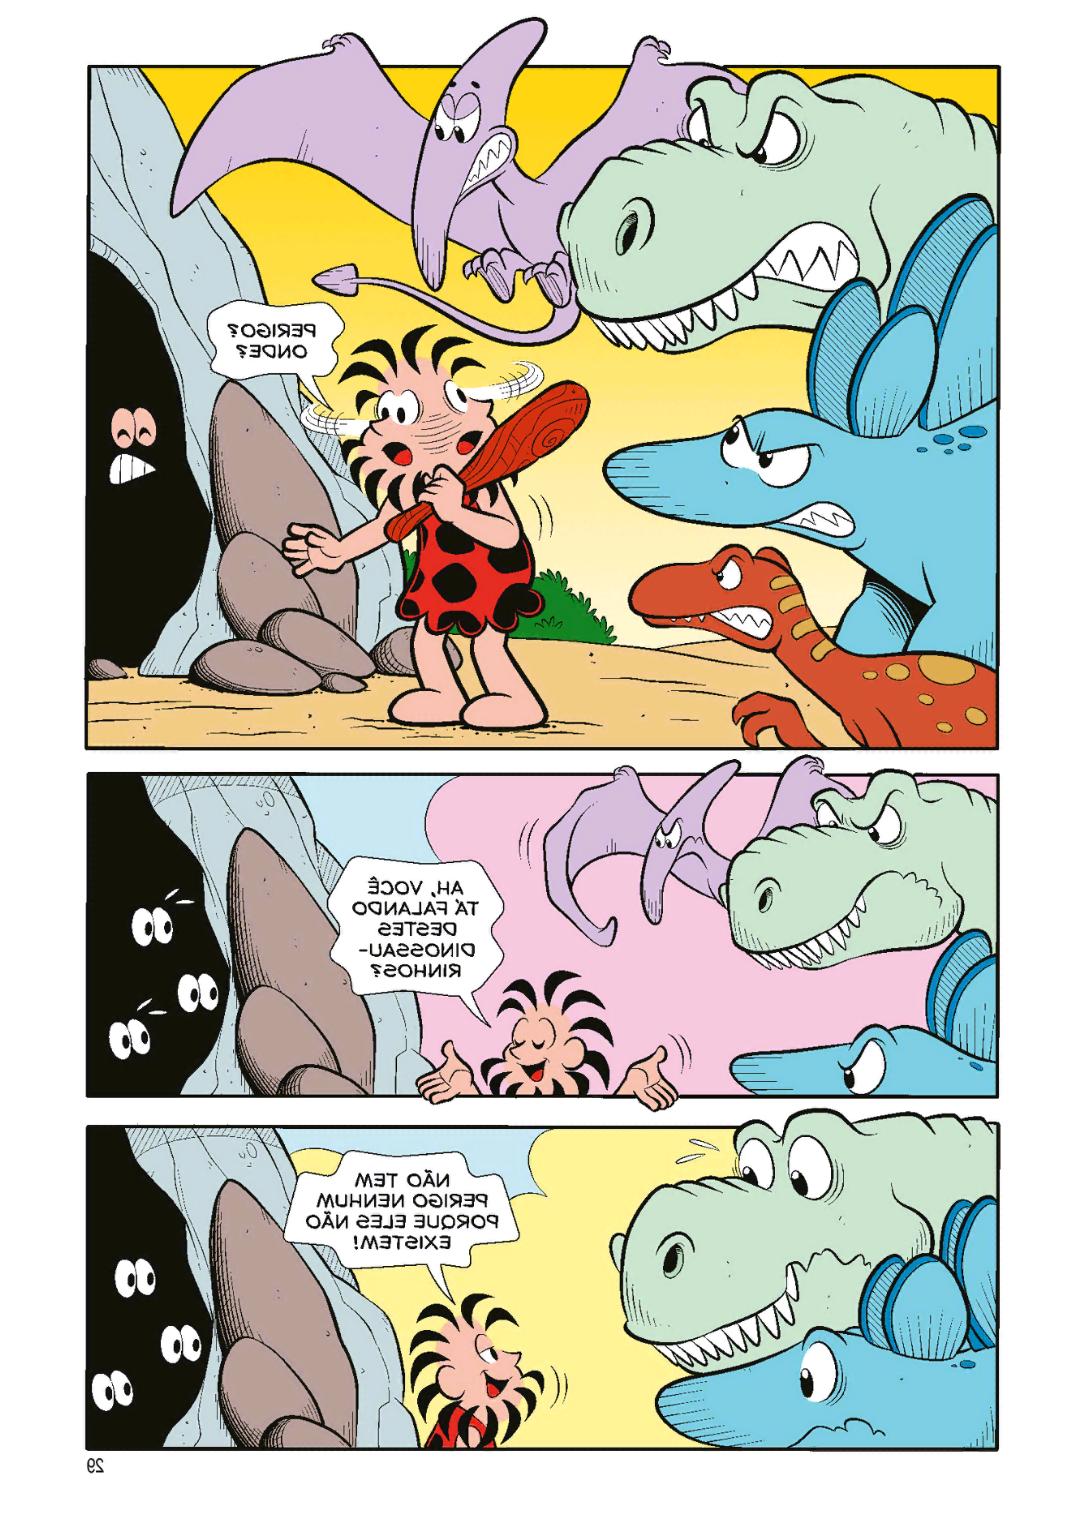 PERIGO?
ONDE?
AH, VOCÊ
TÁ FALANDO
DESTES
DINOSSAU-
RINHOS?
NÃO TEM
PERIGO NENHUM
PORQUE ELES NÃO
EXISTEM!
29